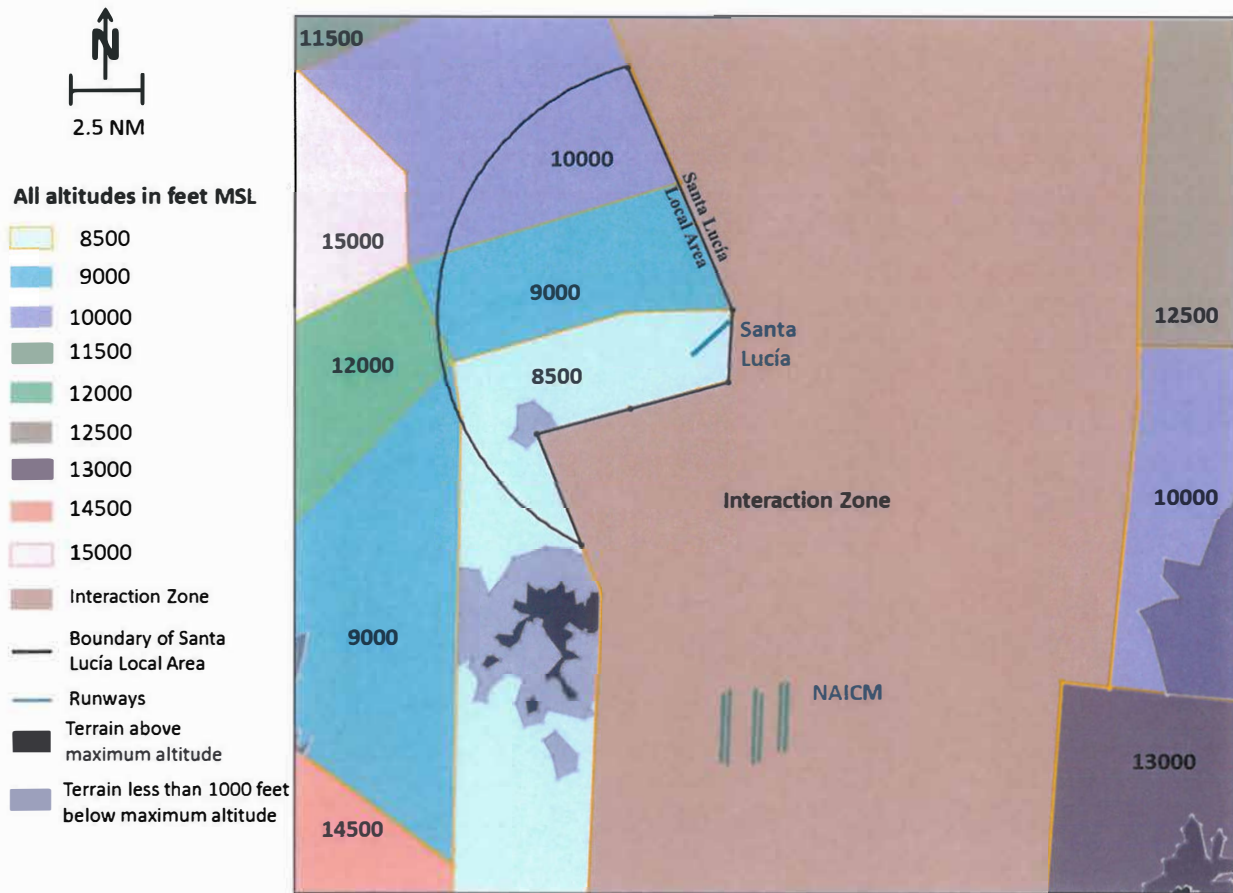 N
2.5 NM
All altitudes in feet MSL
8500
9000
10000
11500
12000
12500
13000
14500
15000
Interaction Zone
Boundary of Santa
Lucía Local Area
Runways
Terrain above
maximum altitude
Terrain less than 1000 feet
below maximum altitude
11500
10000
Santa Lucía
Local Area
15000
9000
12500
Santa
Lucía
12000
8500
Interaction Zone
10000
9000
NAICM
13000
14500